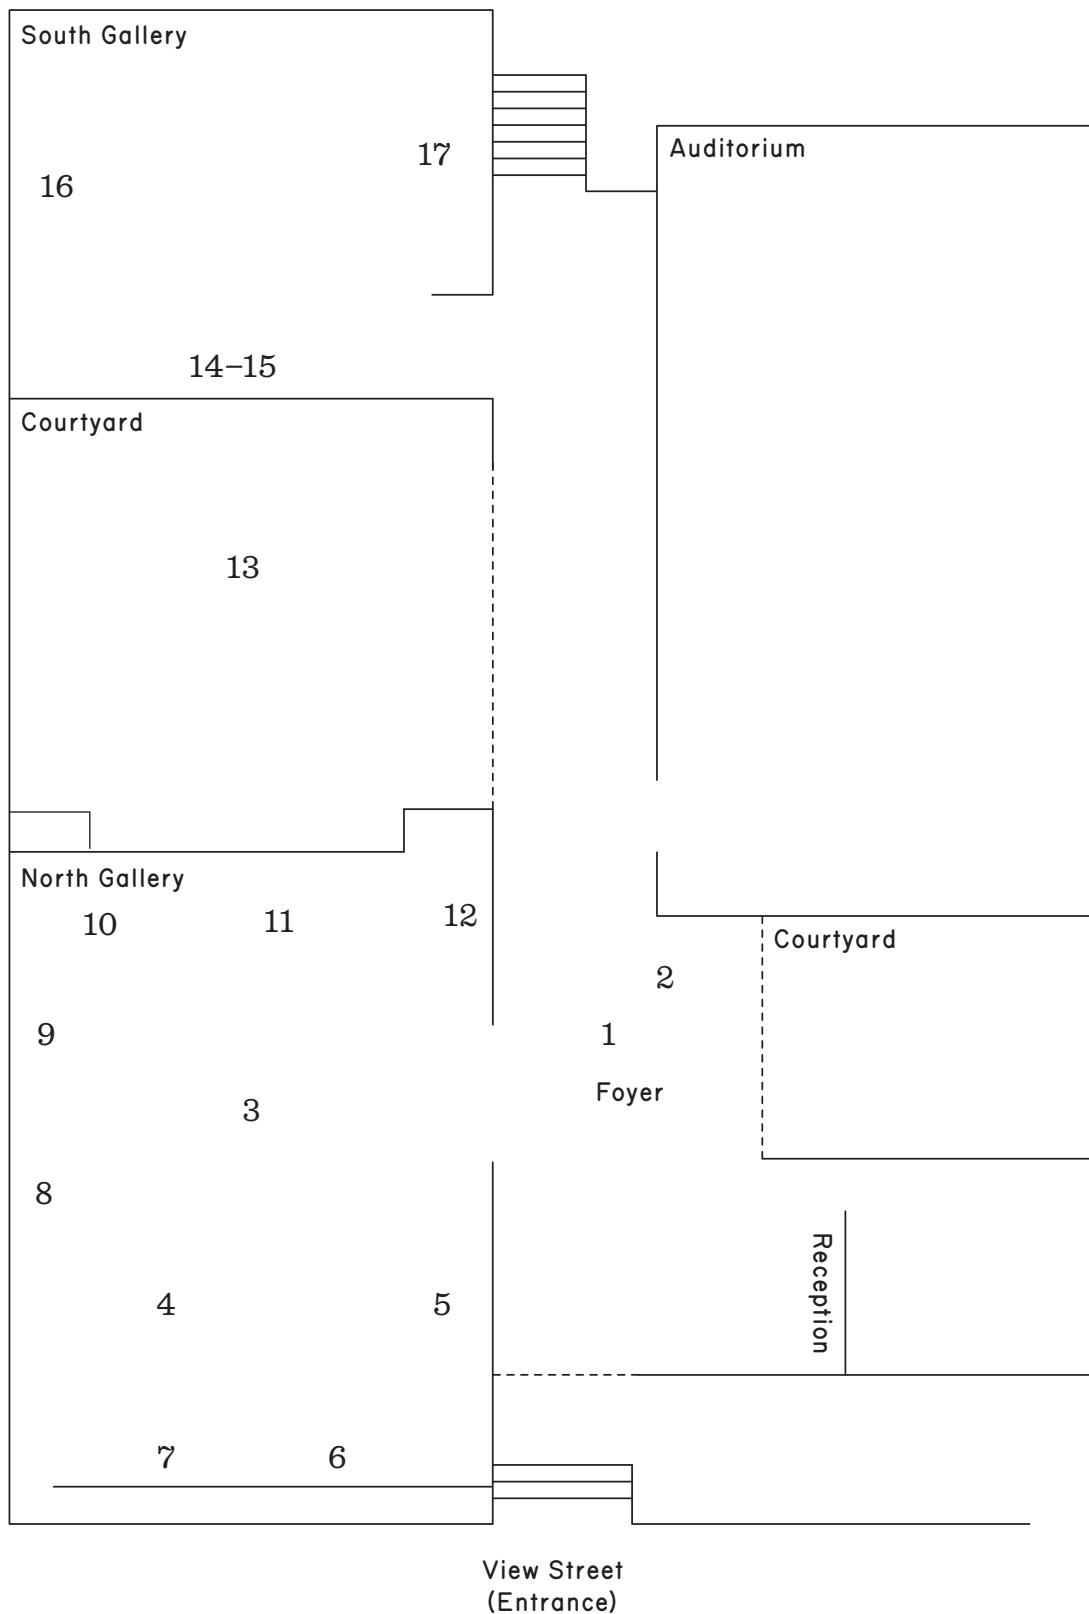 South Gallery
17
Auditorium
16
14–15
Courtyard
13
North Gallery
10
11
12
Courtyard
2
9
1
Foyer
3
8
Reception
4
5
7
6
View Street
(Entrance)